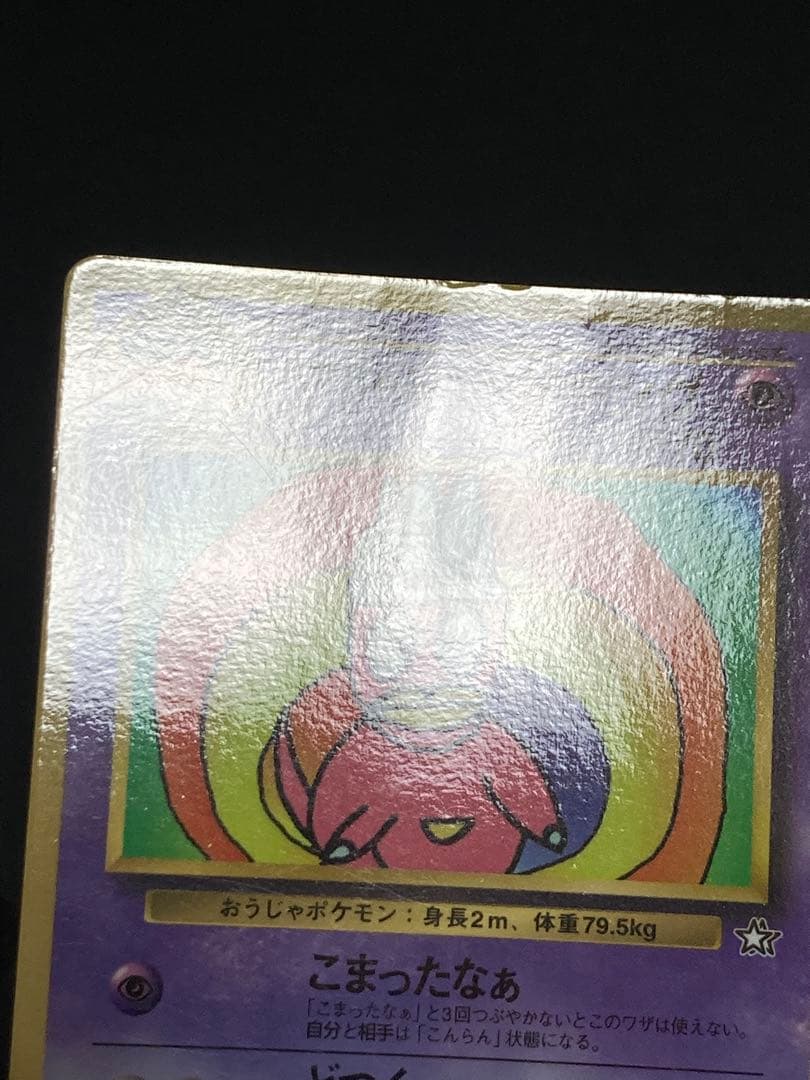 おうじゃポケモン：身長2m、体重79.5kg
こまったなぁ
「こまったなぁ」と3回つぶやかないとこのワザは使えない。
自分と相手は「こんらん」状態になる。
どつく